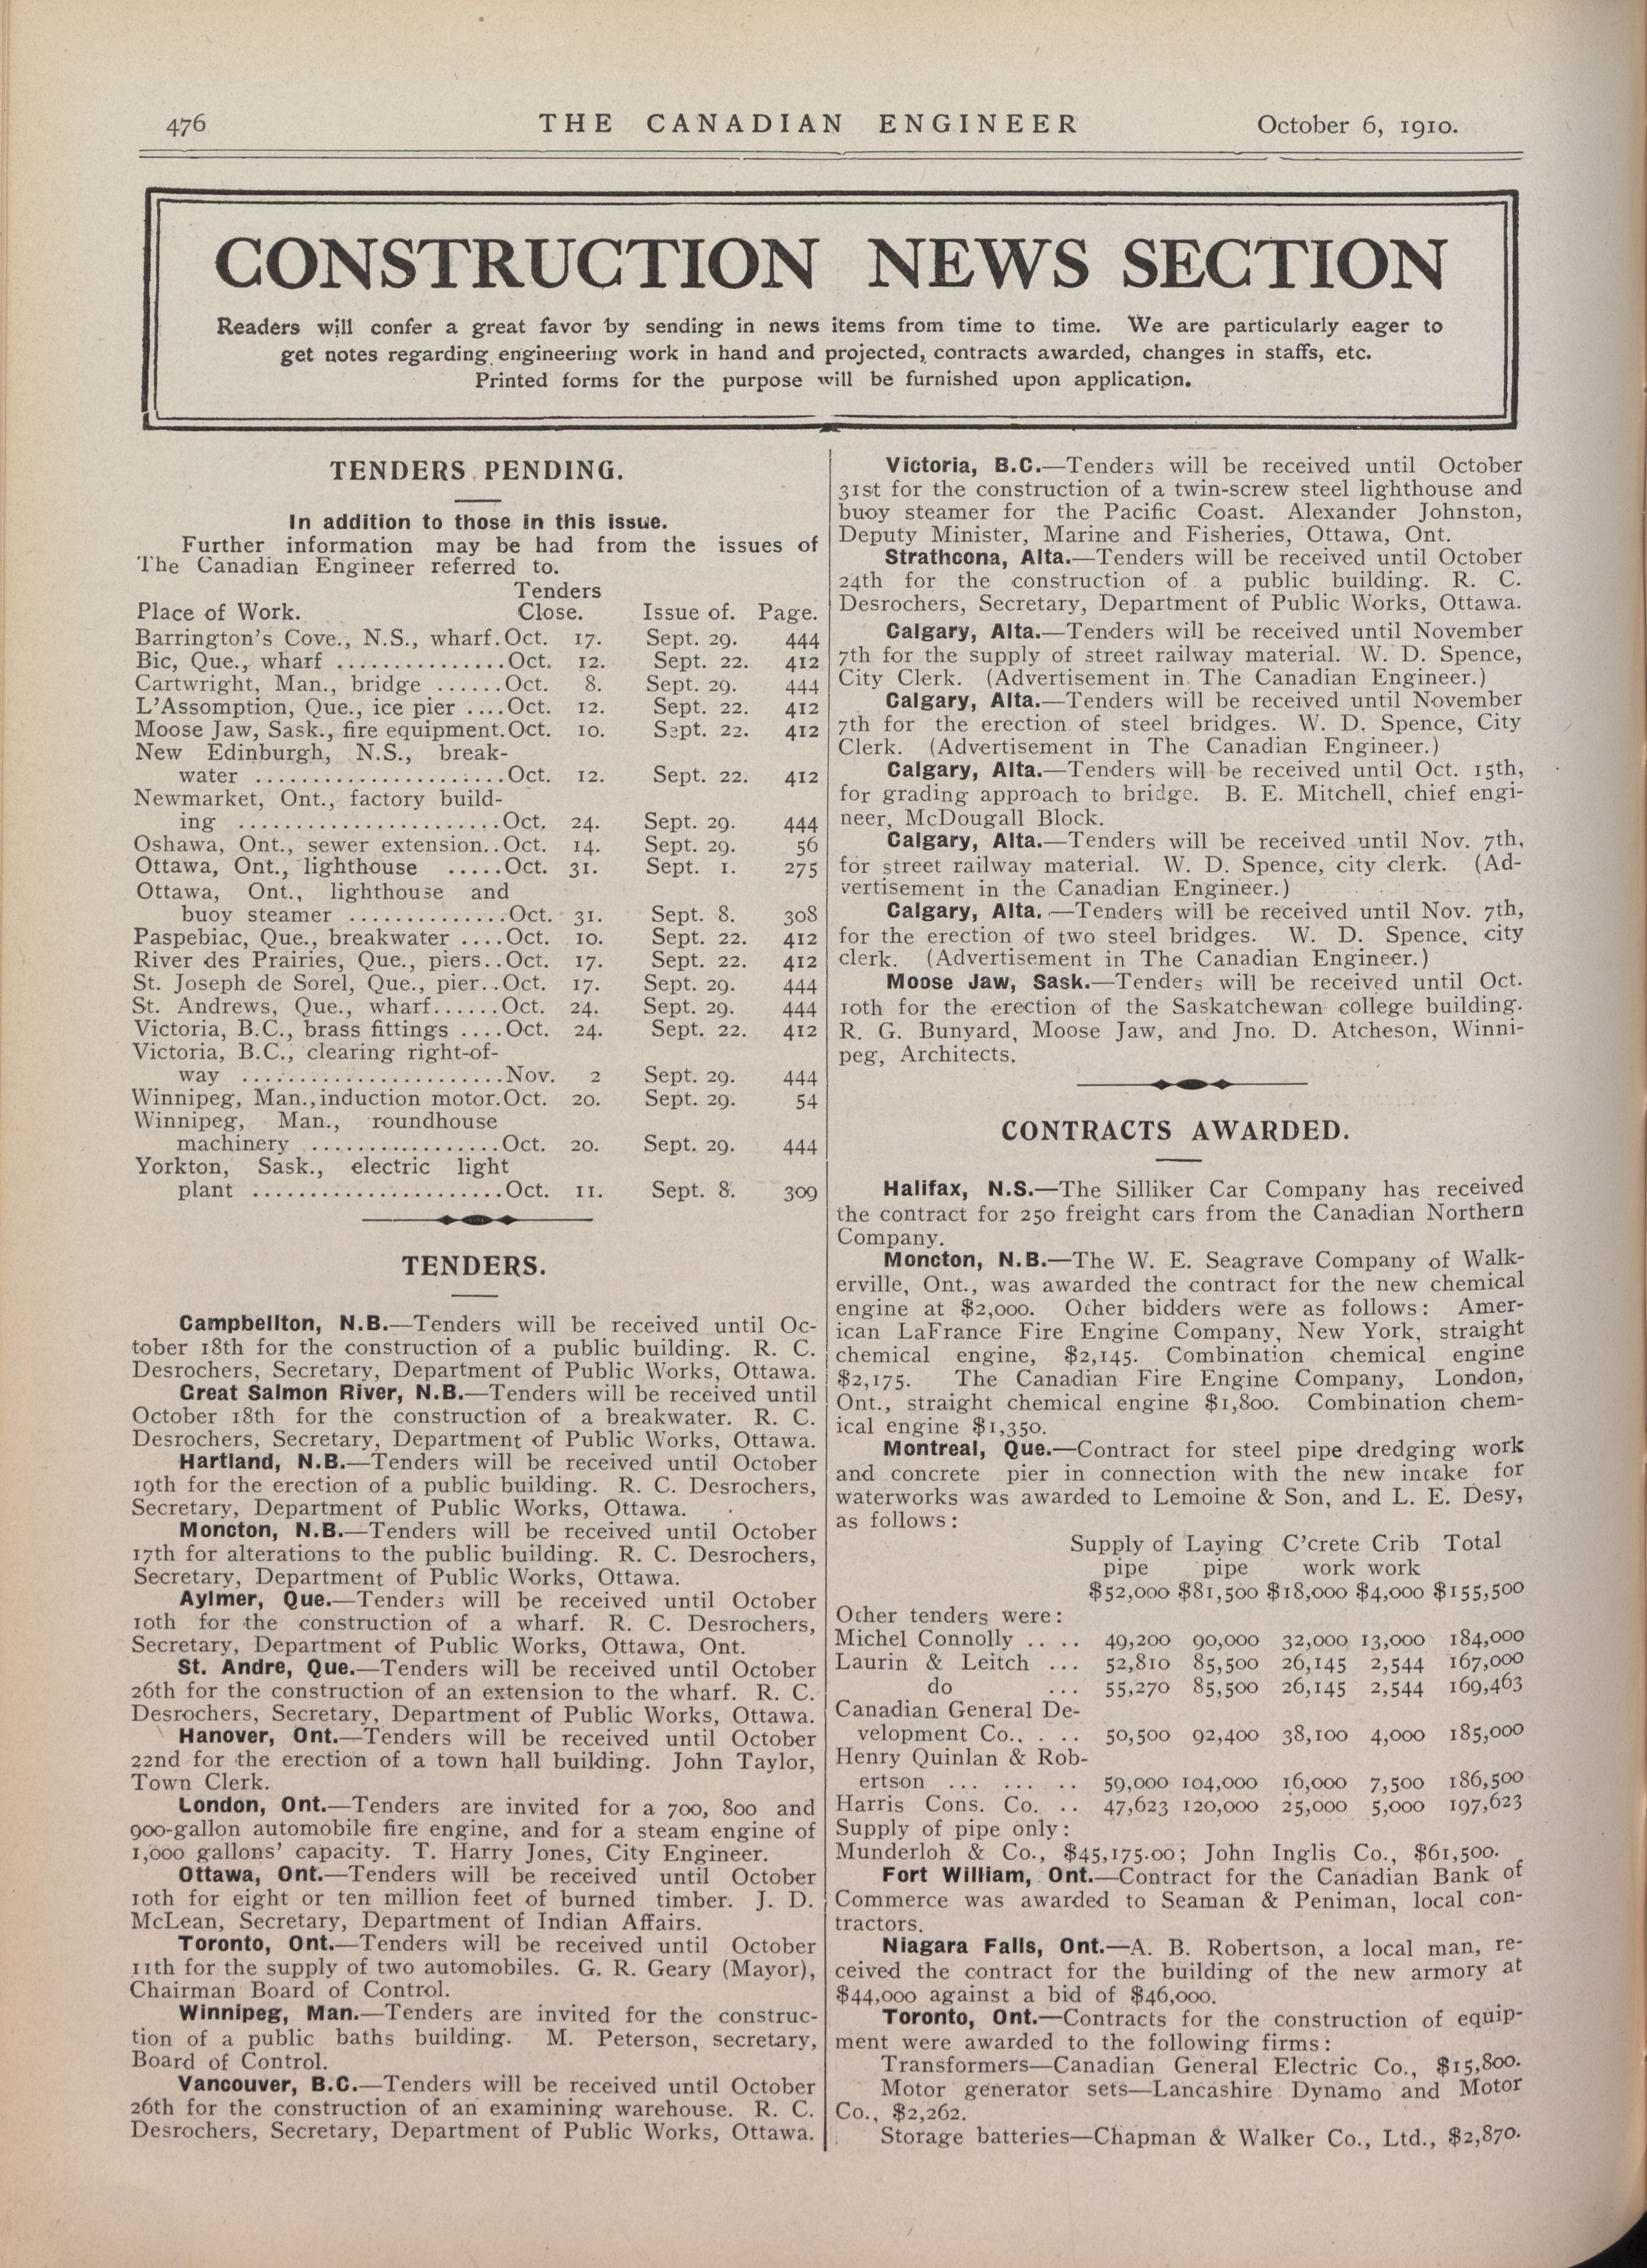 476 THE CANADIAN ENGINEER October 6, 1910.
CONSTRUCTION NEWS SECTION
Readers will confer a great favor by sending in news items from time to time. We are particularly eager to
get notes regarding engineering work in hand and projected, contracts awarded, changes in staffs, etc.
Printed forms for the purpose will be furnished upon application.
TENDERS PENDING.
In addition to those in this issue.
Further information may be had from the issues of
The Canadian Engineer referred to.
Tenders
Place of Work. Close. Issue of. Page.
Barrington's Cove., N.S., wharf.Oct. 17. Sept. 29. 444
Bic, Que., wharf ...............Oct. 12. Sept. 22. 412
Cartwright, Man., bridge ......Oct. 8. Sept. 29. 444
L'Assomption, Que., ice pier ....Oct. 12. Sept. 22. 412
Moose Jaw, Sask., fire equipment.Oct. 10. Sept. 22. 412
New Edinburgh, N.S., break-
water ......................Oct. 12. Sept. 22. 412
Newmarket, Ont., factory build-
ing .......................Oct. 24. Sept. 29. 444
Oshawa, Ont., sewer extension..Oct. 14. Sept. 29. 56
Ottawa, Ont., lighthouse .....Oct. 31. Sept. 1. 275
Ottawa, Ont., lighthouse and
buoy steamer ..............Oct. 31. Sept. 8. 308
Paspebiac, Que., breakwater ....Oct. 10. Sept. 22. 412
River des Prairies, Que., piers..Oct. 17. Sept. 22. 412
St. Joseph de Sorel, Que., pier..Oct. 17. Sept. 29. 444
St. Andrews, Que., wharf......Oct. 24. Sept. 29. 444
Victoria, B.C., brass fittings ....Oct. 24. Sept. 22. 412
Victoria, B.C., clearing right-of-
way .......................Nov. 2 Sept. 29. 444
Winnipeg, Man.,induction motor.Oct. 20. Sept. 29. 54
Winnipeg, Man., roundhouse
machinery .................Oct. 20. Sept. 29. 444
Yorkton, Sask., electric light
plant ......................Oct. 11. Sept. 8. 309
TENDERS.
Campbellton, N.B.—Tenders will be received until Oc-
tober 18th for the construction of a public building. R. C.
Desrochers, Secretary, Department of Public Works, Ottawa.
Great Salmon River, N.B.—Tenders will be received until
October 18th for the construction of a breakwater. R. C.
Desrochers, Secretary, Department of Public Works, Ottawa.
Hartland, N.B.—Tenders will be received until October
19th for the erection of a public building. R. C. Desrochers,
Secretary, Department of Public Works, Ottawa.
Moncton, N.B.—Tenders will be received until October
17th for alterations to the public building. R. C. Desrochers,
Secretary, Department of Public Works, Ottawa.
Aylmer, Que.—Tenders will be received until October
10th for the construction of a wharf. R. C. Desrochers,
Secretary, Department of Public Works, Ottawa, Ont.
St. Andre, Que.—Tenders will be received until October
26th for the construction of an extension to the wharf. R. C.
Desrochers, Secretary, Department of Public Works, Ottawa.
Hanover, Ont.—Tenders will be received until October
22nd for the erection of a town hall building. John Taylor,
Town Clerk.
London, Ont.—Tenders are invited for a 700, 800 and
900-gallon automobile fire engine, and for a steam engine of
1,000 gallons' capacity. T. Harry Jones, City Engineer.
Ottawa, Ont.—Tenders will be received until October
10th for eight or ten million feet of burned timber. J. D.
McLean, Secretary, Department of Indian Affairs.
Toronto, Ont.—Tenders will be received until October
11th for the supply of two automobiles. G. R. Geary (Mayor),
Chairman Board of Control.
Winnipeg, Man.—Tenders are invited for the construc-
tion of a public baths building. M. Peterson, secretary,
Board of Control.
Vancouver, B.C.—Tenders will be received until October
26th for the construction of an examining warehouse. R. C.
Desrochers, Secretary, Department of Public Works, Ottawa.
Victoria, B.C.—Tenders will be received until October
31st for the construction of a twin-screw steel lighthouse and
buoy steamer for the Pacific Coast. Alexander Johnston,
Deputy Minister, Marine and Fisheries, Ottawa, Ont.
Strathcona, Alta.—Tenders will be received until October
24th for the construction of a public building. R. C.
Desrochers, Secretary, Department of Public Works, Ottawa.
Calgary, Alta.—Tenders will be received until November
7th for the supply of street railway material. W. D. Spence,
City Clerk. (Advertisement in The Canadian Engineer.)
Calgary, Alta.—Tenders will be received until November
7th for the erection of steel bridges. W. D. Spence, City
Clerk. (Advertisement in The Canadian Engineer.)
Calgary, Alta.—Tenders will be received until Oct. 15th,
for grading approach to bridge. B. E. Mitchell, chief engi-
neer, McDougall Block.
Calgary, Alta.—Tenders will be received until Nov. 7th,
for street railway material. W. D. Spence, city clerk. (Ad-
vertisement in the Canadian Engineer.)
Calgary, Alta.—Tenders will be received until Nov. 7th,
for the erection of two steel bridges. W. D. Spence, city
clerk. (Advertisement in The Canadian Engineer.)
Moose Jaw, Sask.—Tenders will be received until Oct.
10th for the erection of the Saskatchewan college building.
R. G. Bunyard, Moose Jaw, and Jno. D. Atcheson, Winni-
peg, Architects.
CONTRACTS AWARDED.
Halifax, N.S.—The Silliker Car Company has received
the contract for 250 freight cars from the Canadian Northern
Company.
Moncton, N.B.—The W. E. Seagrave Company of Walk-
erville, Ont., was awarded the contract for the new chemical
engine at $2,000. Other bidders were as follows: Amer-
ican LaFrance Fire Engine Company, New York, straight
chemical engine, $2,145. Combination chemical engine
$2,175. The Canadian Fire Engine Company, London,
Ont., straight chemical engine $1,800. Combination chem-
ical engine $1,350.
Montreal, Que.—Contract for steel pipe dredging work
and concrete pier in connection with the new intake for
waterworks was awarded to Lemoine & Son, and L. E. Desy,
as follows:
Supply of Laying C'crete Crib Total
pipe pipe work work
$52,000 $81,500 $18,000 $4,000 $155,500
Other tenders were:
Michel Connolly .. .. 49,200 90,000 32,000 13,000 184,000
Laurin & Leitch ... 52,810 85,500 26,145 2,544 167,000
do ... 55,270 85,500 26,145 2,544 169,463
Canadian General De-
velopment Co.. . .. 50,500 92,400 38,100 4,000 185,000
Henry Quinlan & Rob-
ertson ... ... .. 59,000 104,000 16,000 7,500 186,500
Harris Cons. Co. .. 47,623 120,000 25,000 5,000 197,623
Supply of pipe only:
Munderloh & Co., $45,175.00; John Inglis Co., $61,500.
Fort William, Ont.—Contract for the Canadian Bank of
Commerce was awarded to Seaman & Peniman, local con-
tractors.
Niagara Falls, Ont.—A. B. Robertson, a local man, re-
ceived the contract for the building of the new armory at
$44,000 against a bid of $46,000.
Toronto, Ont.—Contracts for the construction of equip-
ment were awarded to the following firms:
Transformers—Canadian General Electric Co., $15,800.
Motor generator sets—Lancashire Dynamo and Motor
Co., $2,262.
Storage batteries—Chapman & Walker Co., Ltd., $2,870.